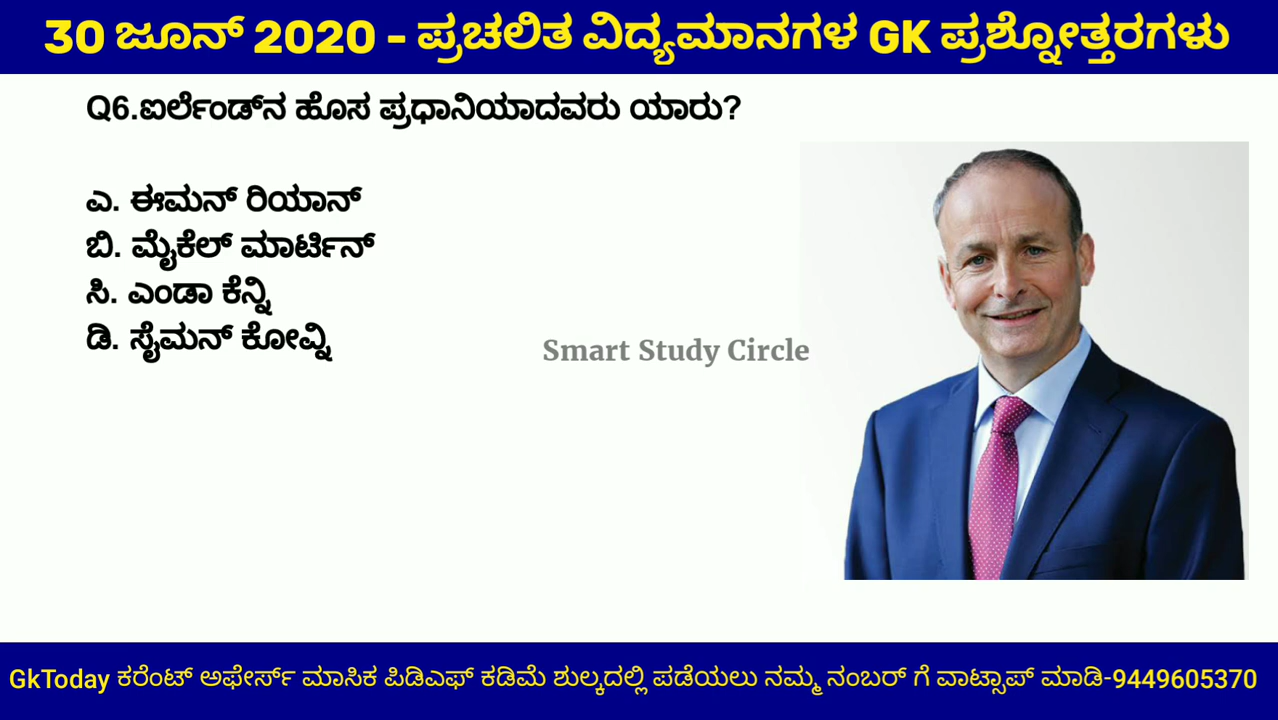 30 ಜೂನ್ 2020 - ಪ್ರಚಲಿತ ವಿದ್ಯಮಾನಗಳ GK ಪ್ರಶ್ನೋತ್ತರಗಳು
Q6.ಐರ್ಲೆಂಡ್‌ನ ಹೊಸ ಪ್ರಧಾನಿಯಾದವರು ಯಾರು?
ಎ. ಈಮನ್ ರಿಯಾನ್
ಬಿ. ಮೈಕೆಲ್ ಮಾರ್ಟಿನ್
ಸಿ. ಎಂಡಾ ಕೆನ್ನಿ
ಡಿ. ಸೈಮನ್ ಕೋವ್ನಿ
Smart Study Circle
GkToday ಕರೆಂಟ್ ಅಫೇರ್ಸ್ ಮಾಸಿಕ ಪಿಡಿಎಫ್ ಕಡಿಮೆ ಶುಲ್ಕದಲ್ಲಿ ಪಡೆಯಲು ನಮ್ಮ ನಂಬರ್ ಗೆ ವಾಟ್ಸಾಪ್ ಮಾಡಿ-9449605370